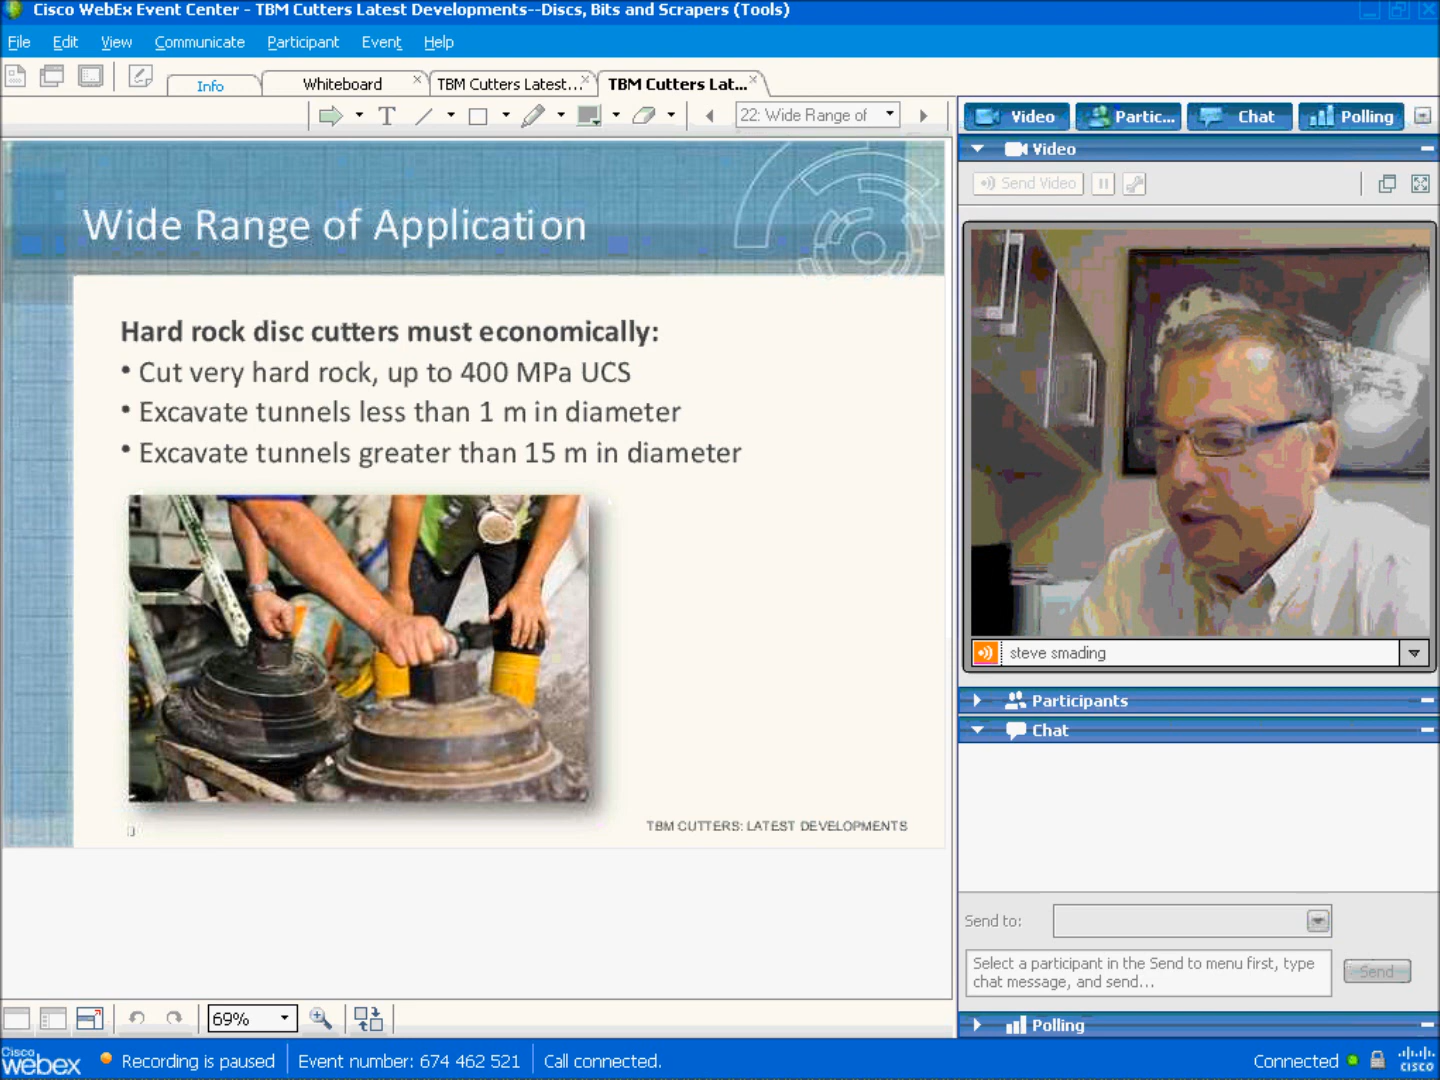 Cisco WebEx Event Center - TBM Cutters Latest Developments--Discs, Bits and Scrapers (Tools)
File Edit View Communicate Participant Event Help
Info Whiteboard TBM Cutters Latest... TBM Cutters Lat...
T 22: Wide Range of
Video Partic... Chat Polling
Video
Send Video
Wide Range of Application
Hard rock disc cutters must economically:
• Cut very hard rock, up to 400 MPa UCS
• Excavate tunnels less than 1 m in diameter
• Excavate tunnels greater than 15 m in diameter
TBM CUTTERS: LATEST DEVELOPMENTS
steve smading
Participants
Chat
Send to:
Select a participant in the Send to menu first, type
chat message, and send...
Send
Polling
69%
Cisco
webex
Recording is paused Event number: 674 462 521 Call connected.
Connected
CISCO